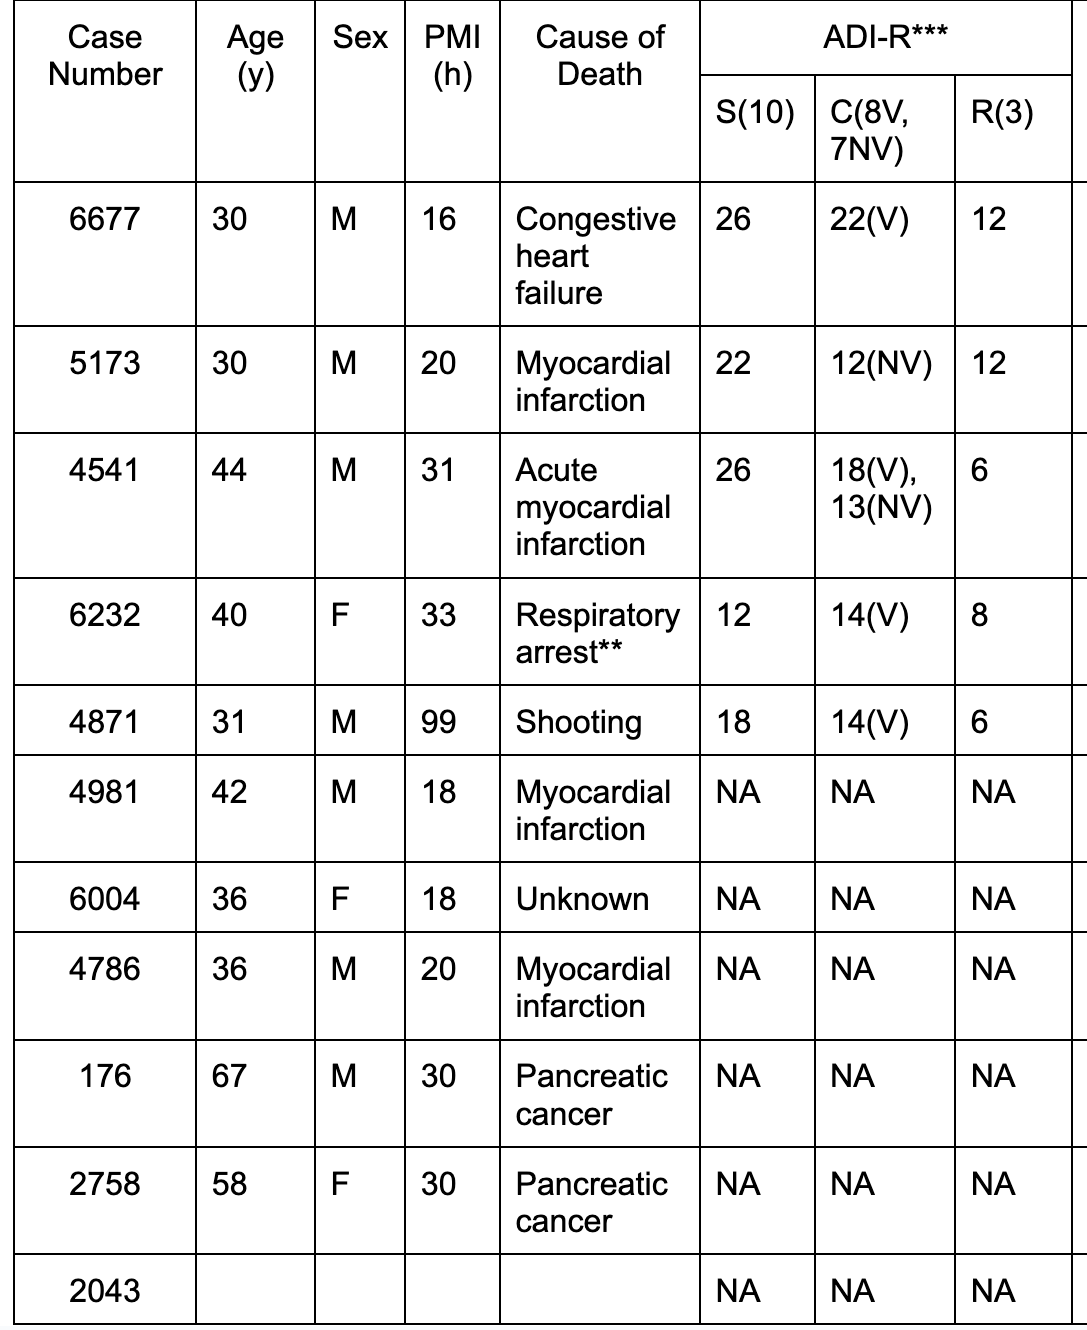 Case Number | Age (y) | Sex | PMI (h) | Cause of Death | ADI-R***
S(10) | C(8V, 7NV) | R(3)
6677 | 30 | M | 16 | Congestive heart failure | 26 | 22(V) | 12
5173 | 30 | M | 20 | Myocardial infarction | 22 | 12(NV) | 12
4541 | 44 | M | 31 | Acute myocardial infarction | 26 | 18(V), 13(NV) | 6
6232 | 40 | F | 33 | Respiratory arrest** | 12 | 14(V) | 8
4871 | 31 | M | 99 | Shooting | 18 | 14(V) | 6
4981 | 42 | M | 18 | Myocardial infarction | NA | NA | NA
6004 | 36 | F | 18 | Unknown | NA | NA | NA
4786 | 36 | M | 20 | Myocardial infarction | NA | NA | NA
176 | 67 | M | 30 | Pancreatic cancer | NA | NA | NA
2758 | 58 | F | 30 | Pancreatic cancer | NA | NA | NA
2043 | | | | | NA | NA | NA